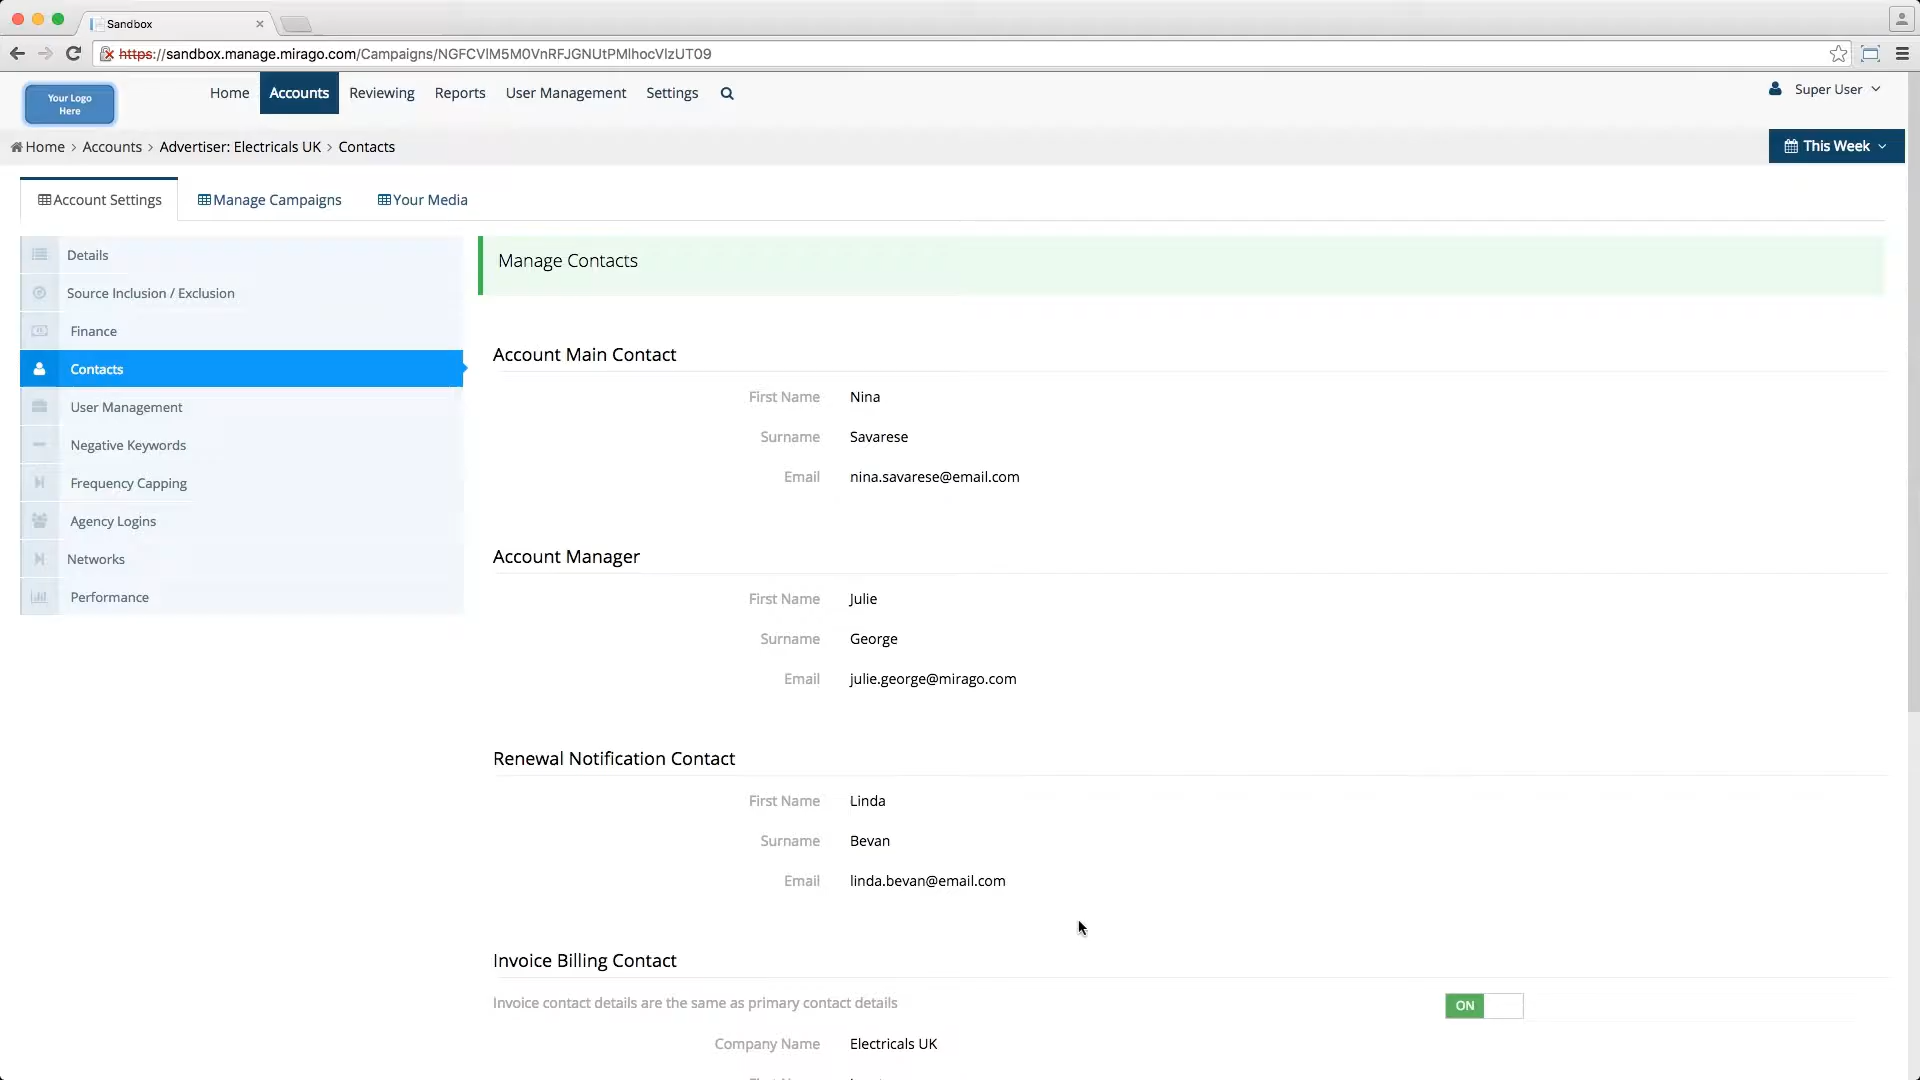 Sandbox
https://sandbox.manage.mirago.com/Campaigns/NGFCVlM5M0VnRFJGNUtPMlhocVlzUT09
Your Logo
Here
Home Accounts Reviewing Reports User Management Settings
Super User
Home > Accounts > Advertiser: Electricals UK > Contacts
This Week
Account Settings Manage Campaigns Your Media
Details
Source Inclusion / Exclusion
Finance
Contacts
User Management
Negative Keywords
Frequency Capping
Agency Logins
Networks
Performance
Manage Contacts
Account Main Contact
First Name Nina
Surname Savarese
Email nina.savarese@email.com
Account Manager
First Name Julie
Surname George
Email julie.george@mirago.com
Renewal Notification Contact
First Name Linda
Surname Bevan
Email linda.bevan@email.com
Invoice Billing Contact
Invoice contact details are the same as primary contact details
ON
Company Name Electricals UK